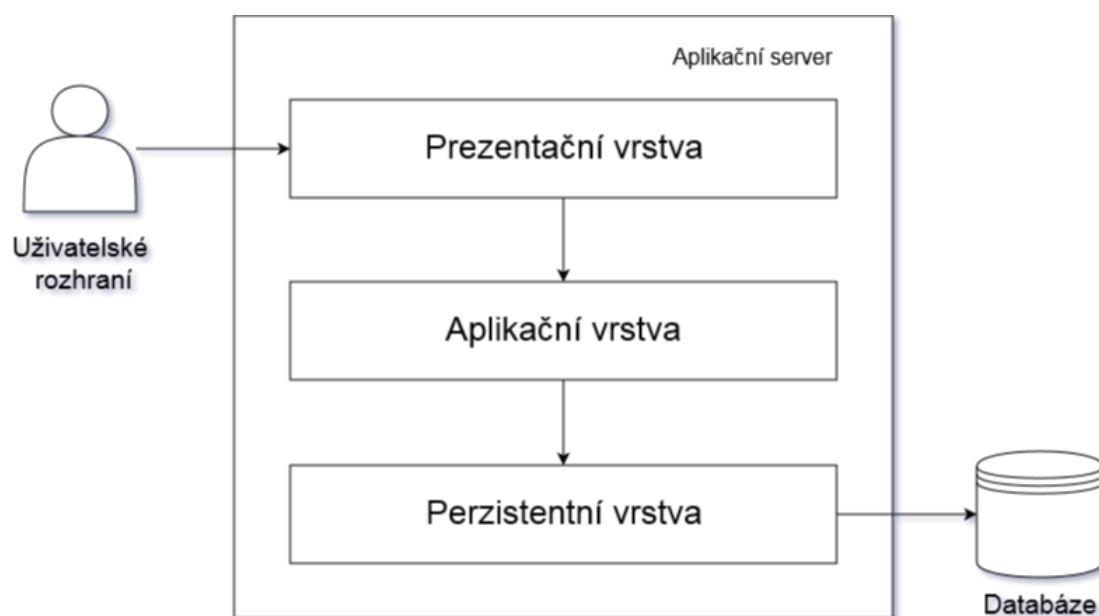 Aplikační server
Prezentační vrstva
Uživatelské
rozhraní
Aplikační vrstva
Perzistentní vrstva
Databáze